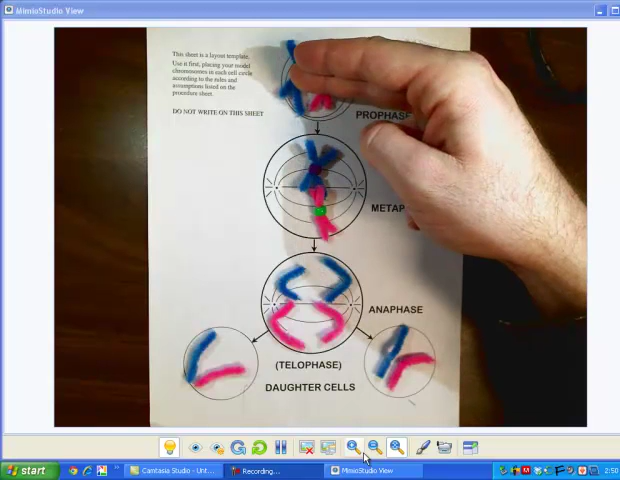 MimioStudio View
This sheet is a layout template.
Use it first, placing your model
chromosomes in each cell circle
according to the rules and
assumptions listed on the
procedure sheet.
DO NOT WRITE ON THIS SHEET
PROPHASE
METAP
ANAPHASE
(TELOPHASE)
DAUGHTER CELLS
start
Camtasia Studio - Unt...
Recording...
MimioStudio View
2:50